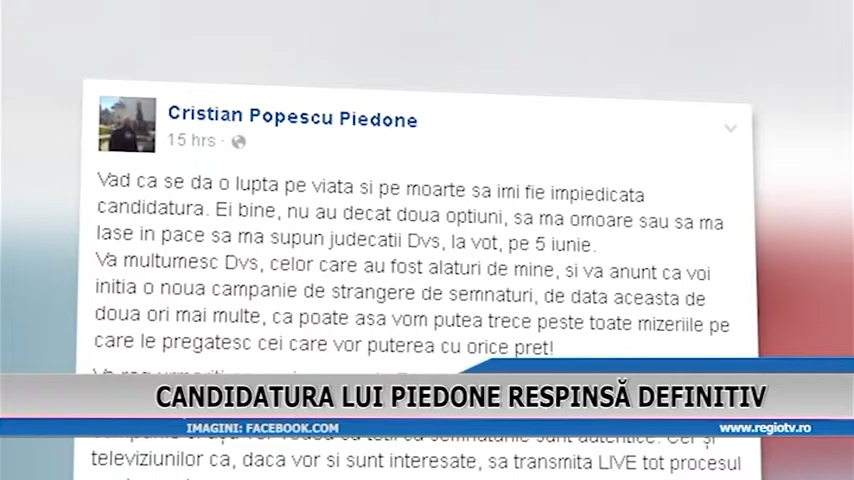 Cristian Popescu Piedone
15 hrs ·
Vad ca se da o lupta pe viata si pe moarte sa imi fie impiedicata
candidatura. Ei bine, nu au decat doua optiuni, sa ma omoare sau sa ma
lase in pace sa ma supun judecatii Dvs, la vot, pe 5 iunie.
Va multumesc Dvs, celor care au fost alaturi de mine, si va anunt ca voi
initia o noua campanie de strangere de semnaturi, de data aceasta de
doua ori mai multe, ca poate asa vom putea trece peste toate mizeriile pe
care le pregatesc cei care vor puterea cu orice pret!
CANDIDATURA LUI PIEDONE RESPINSĂ DEFINITIV
IMAGINI: FACEBOOK.COM
www.regiotv.ro
semnaturile sunt autentice. Cer și
televiziunilor ca, daca vor si sunt interesate, sa transmita LIVE tot procesul